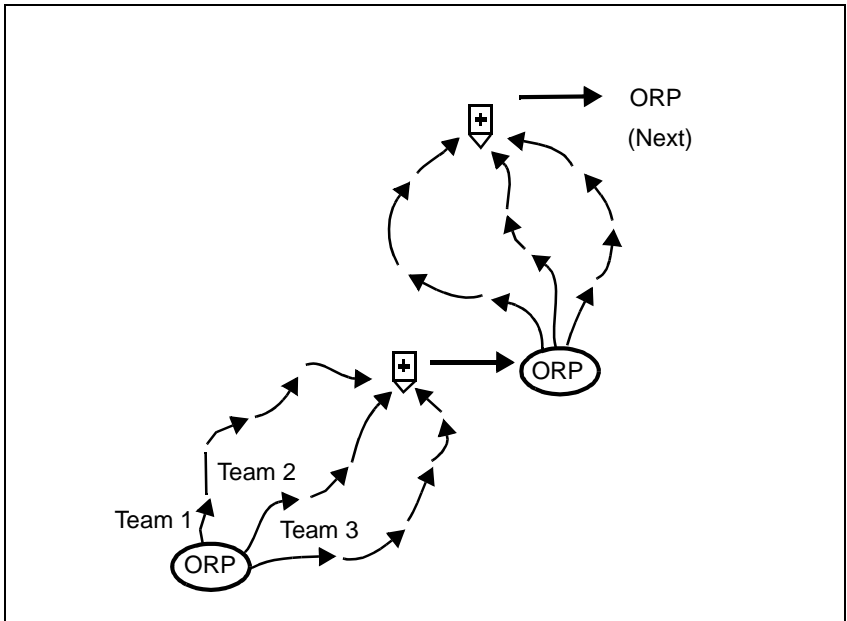 ORP
(Next)
ORP
Team 2
Team 1
Team 3
ORP